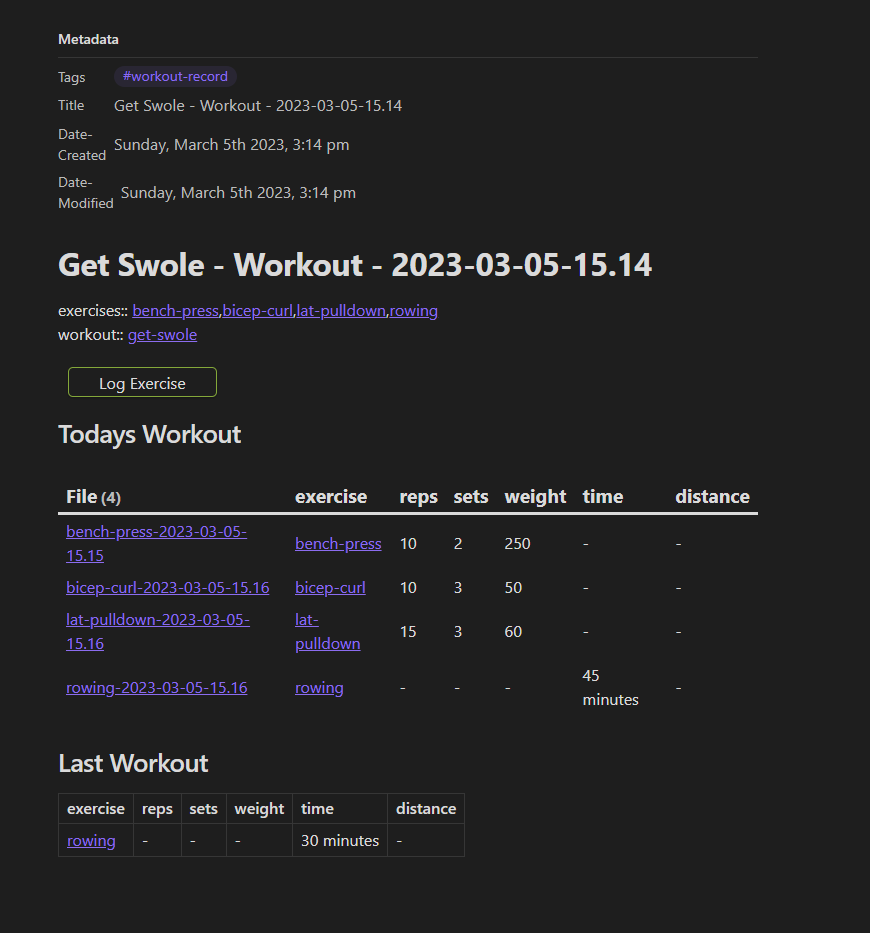 Metadata
Tags #workout-record
Title Get Swole - Workout - 2023-03-05-15.14
Date-
Created Sunday, March 5th 2023, 3:14 pm
Date-
Modified Sunday, March 5th 2023, 3:14 pm
Get Swole - Workout - 2023-03-05-15.14
exercises:: bench-press,bicep-curl,lat-pulldown,rowing
workout:: get-swole
Log Exercise
Todays Workout
File (4) exercise reps sets weight time distance
bench-press-2023-03-05-
15.15 bench-press 10 2 250 - -
bicep-curl-2023-03-05-15.16 bicep-curl 10 3 50 - -
lat-pulldown-2023-03-05- lat-
15.16 pulldown 15 3 60 - -
rowing-2023-03-05-15.16 rowing - - - 45
minutes -
Last Workout
exercise reps sets weight time distance
rowing - - - 30 minutes -